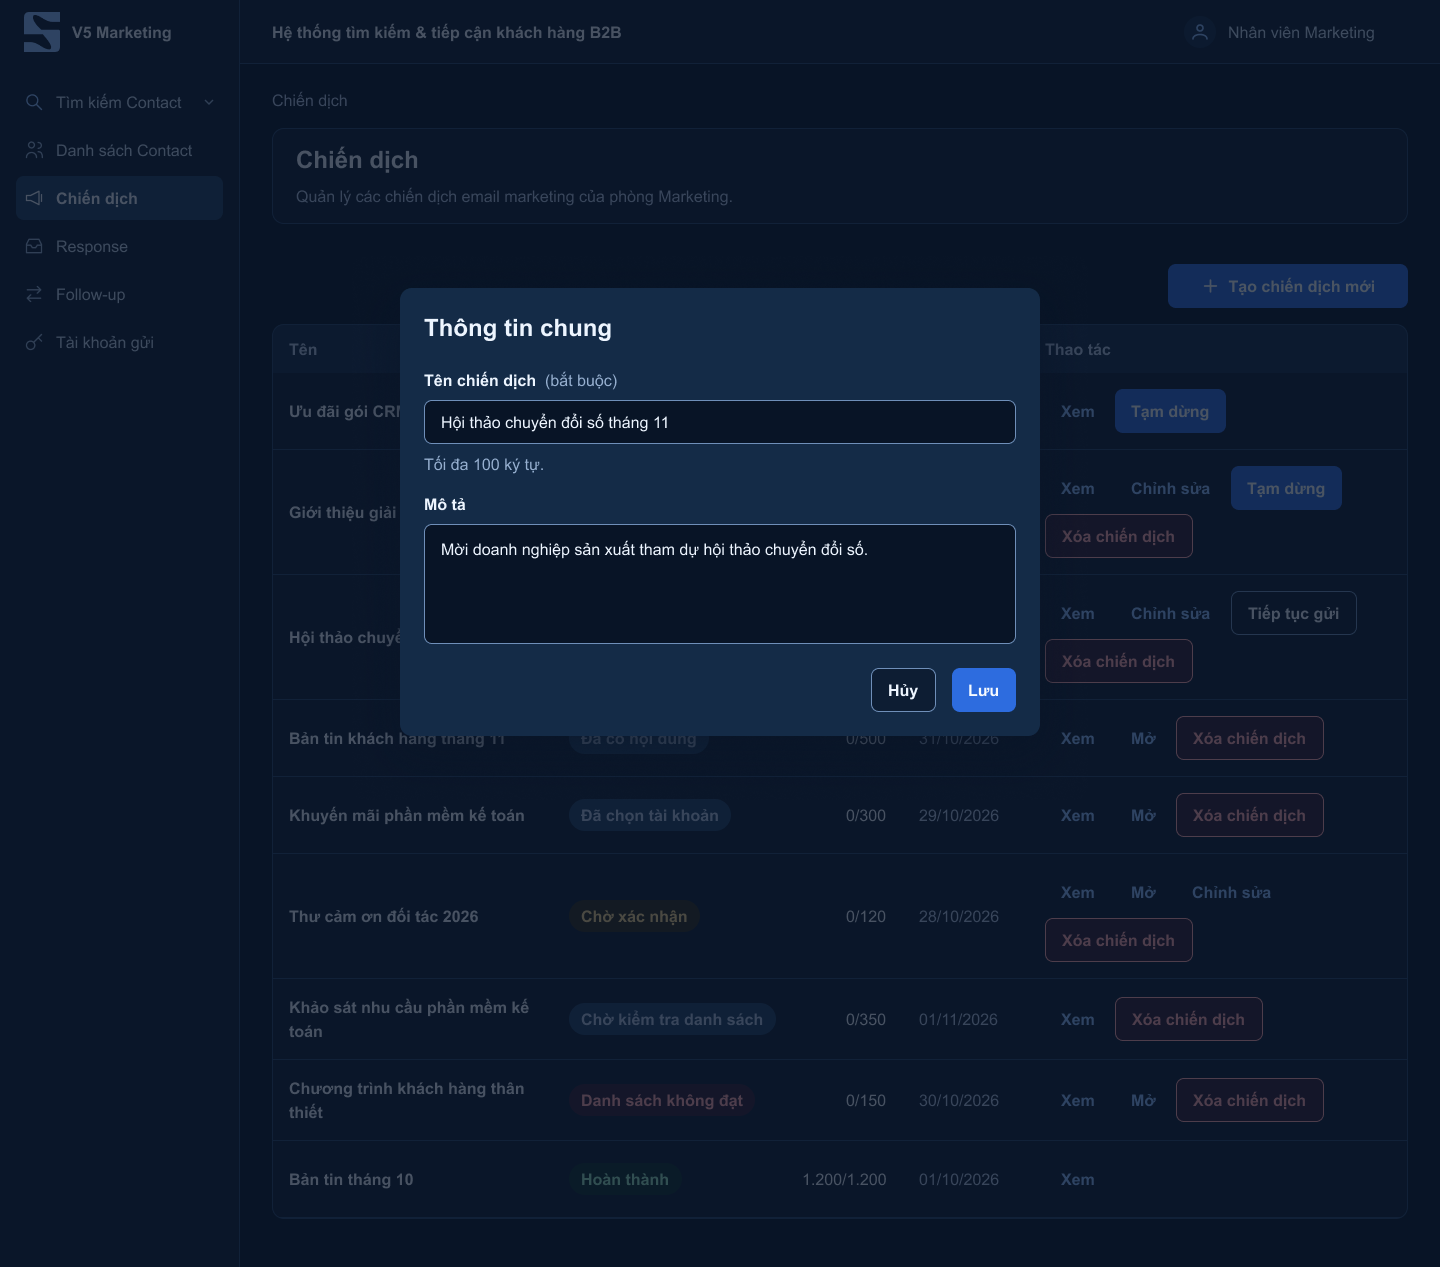 V5 Marketing
Hệ thống tìm kiếm & tiếp cận khách hàng B2B
Nhân viên Marketing
Tìm kiếm Contact
Danh sách Contact
Chiến dịch
Response
Follow-up
Tài khoản gửi
Chiến dịch
Chiến dịch
Quản lý các chiến dịch email marketing của phòng Marketing.
Tạo chiến dịch mới
Tên
Thao tác
Thông tin chung
Tên chiến dịch (bắt buộc)
Hội thảo chuyển đổi số tháng 11
Tối đa 100 ký tự.
Mô tả
Mời doanh nghiệp sản xuất tham dự hội thảo chuyển đổi số.
Hủy Lưu
Ưu đãi gói CRM
Xem Tạm dừng
Giới thiệu giải
Xem Chỉnh sửa Tạm dừng
Xóa chiến dịch
Hội thảo
Xem Chỉnh sửa Tiếp tục gửi
Xóa chiến dịch
Bản tin khách hàng tháng 11 Đã có nội dung 0/500 31/10/2026 Xem Mở Xóa chiến dịch
Khuyến mãi phần mềm kế toán Đã chọn tài khoản 0/300 29/10/2026 Xem Mở Xóa chiến dịch
Thư cảm ơn đối tác 2026 Chờ xác nhận 0/120 28/10/2026 Xem Mở Chỉnh sửa
Xóa chiến dịch
Khảo sát nhu cầu phần mềm kế
toán
Chờ kiểm tra danh sách 0/350 01/11/2026 Xem Xóa chiến dịch
Chương trình khách hàng thân
thiết
Danh sách không đạt 0/150 30/10/2026 Xem Mở Xóa chiến dịch
Bản tin tháng 10 Hoàn thành 1.200/1.200 01/10/2026 Xem